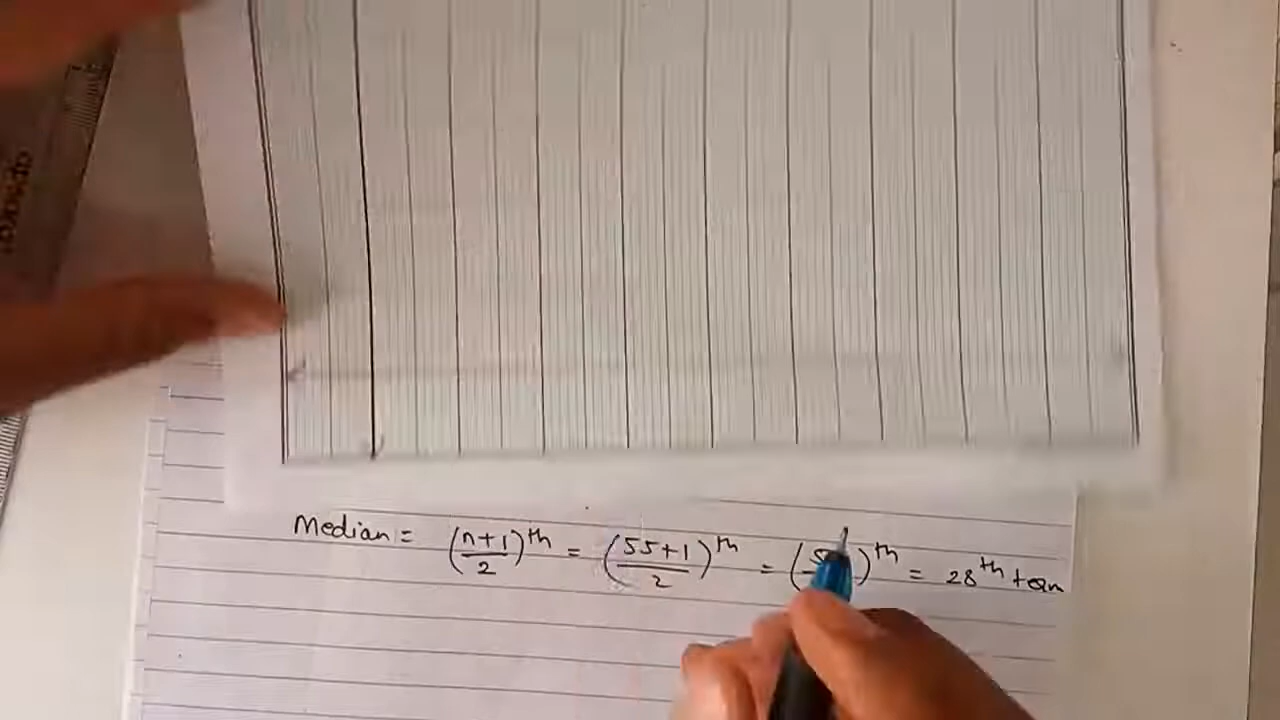 Median = (n+1/2)th = (55+1/2)th = ( )th = 28th term